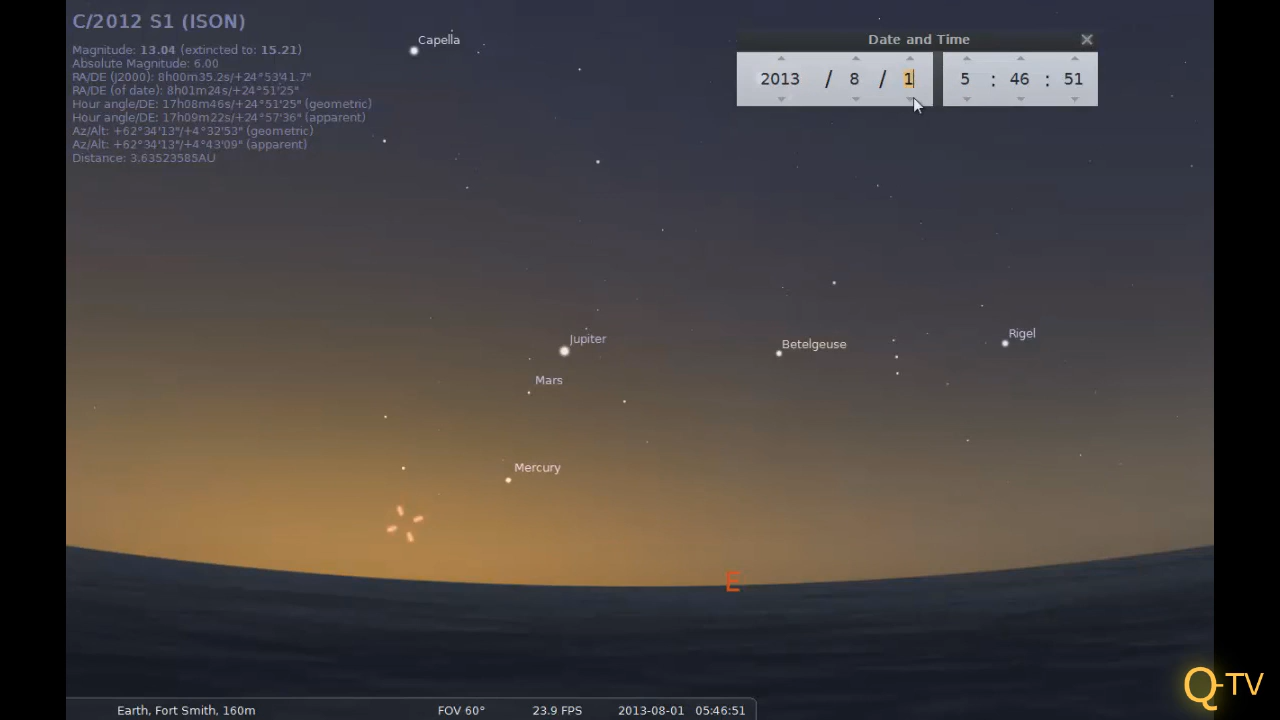 C/2012 S1 (ISON)
Magnitude: 13.04 (extincted to: 15.21)
Absolute Magnitude: 6.00
RA/DE (J2000): 8h00m35.2s/+24°53'41.7"
RA/DE (of date): 8h01m24s/+24°51'25"
Hour angle/DE: 17h08m46s/+24°51'25" (geometric)
Hour angle/DE: 17h09m22s/+24°57'36" (apparent)
Az/Alt: +62°34'13"/+4°32'53" (geometric)
Az/Alt: +62°34'13"/+4°43'09" (apparent)
Distance: 3.63523585AU
Date and Time
2013 / 8 / 1 5 : 46 : 51
Capella
Jupiter
Betelgeuse
Rigel
Mars
Mercury
E
Q-TV
Earth, Fort Smith, 160m FOV 60° 23.9 FPS 2013-08-01 05:46:51